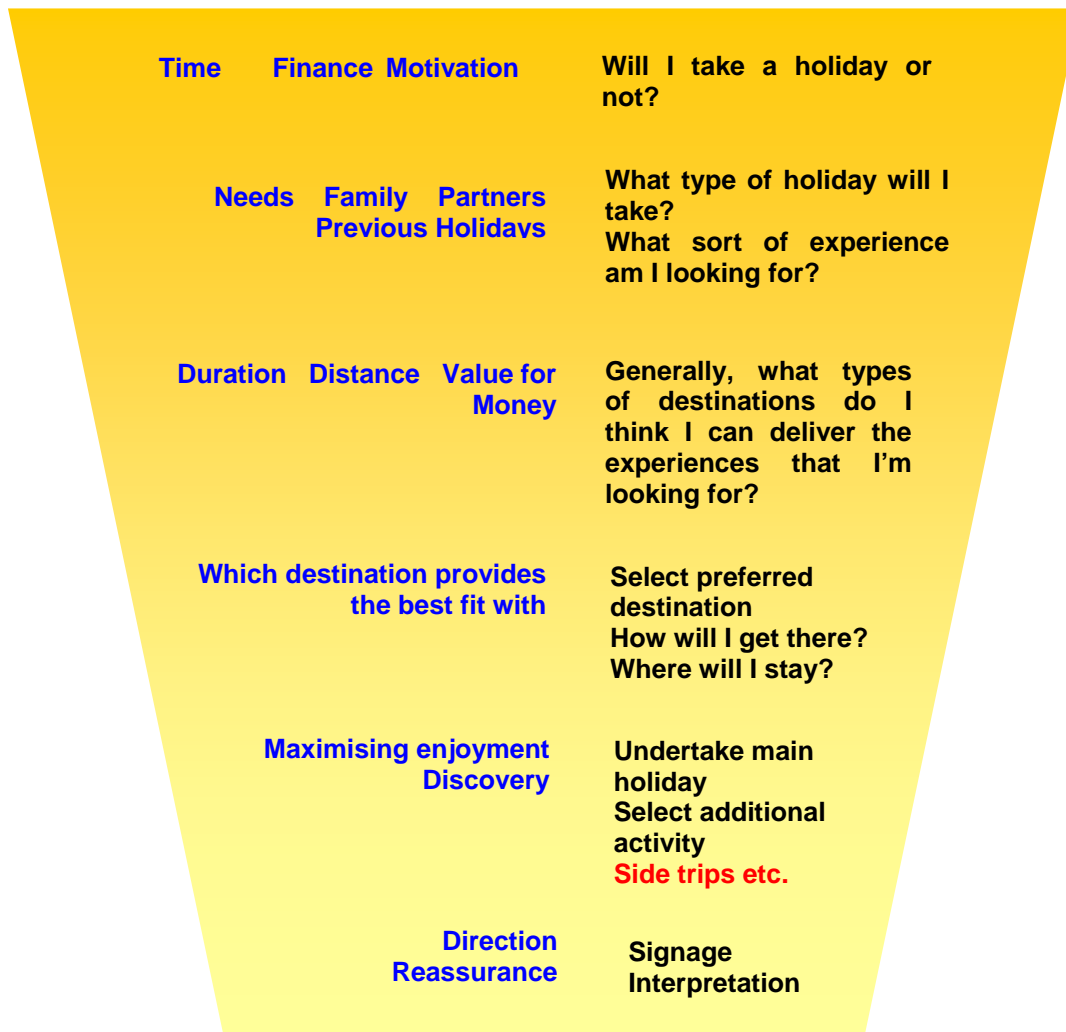 Time Finance Motivation
Will I take a holiday or
not?
Needs Family Partners
Previous Holidavs
What type of holiday will I
take?
What sort of experience
am I looking for?
Duration Distance Value for
Money
Generally, what types
of destinations do I
think I can deliver the
experiences that I'm
looking for?
Which destination provides
the best fit with
Select preferred
destination
How will I get there?
Where will I stay?
Maximising enjoyment
Discovery
Undertake main
holiday
Select additional
activity
Side trips etc.
Direction
Reassurance
Signage
Interpretation